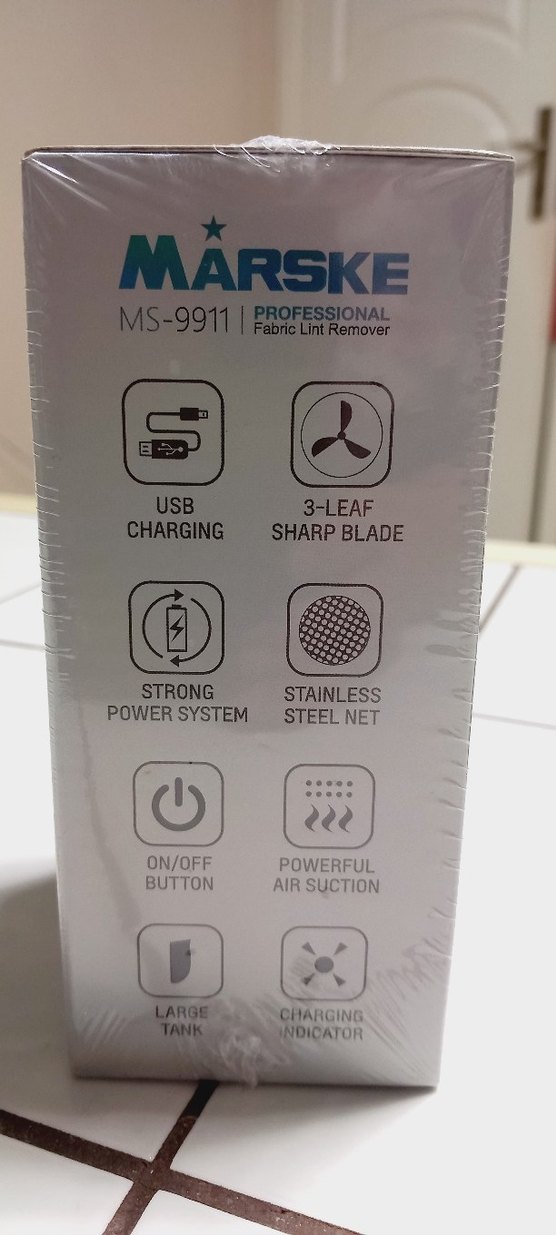 MARSKE
MS-9911 | PROFESSIONAL
Fabric Lint Remover
USB
CHARGING
3-LEAF
SHARP BLADE
STRONG
POWER SYSTEM
STAINLESS
STEEL NET
ON/OFF
BUTTON
POWERFUL
AIR SUCTION
LARGE
TANK
CHARGING
INDICATOR